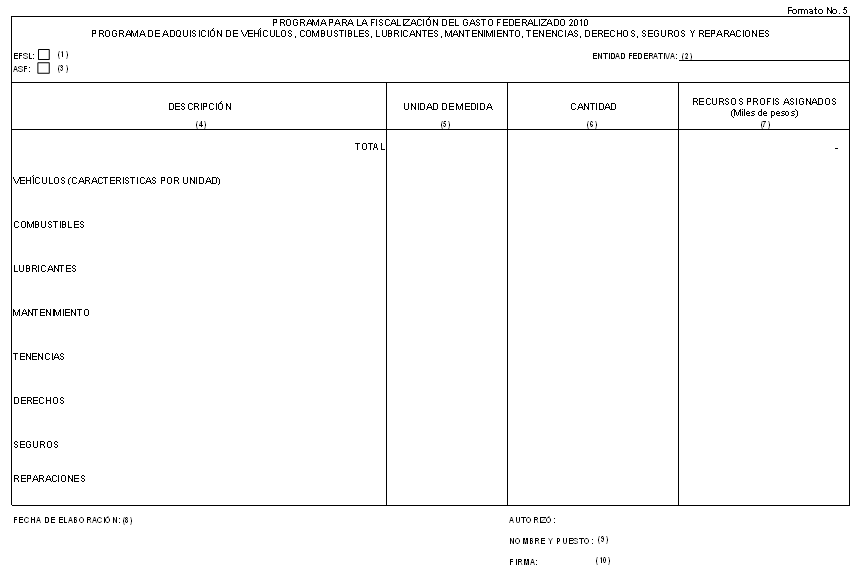 Formato No. 5
PROGRAMA PARA LA FISCALIZACIÓN DEL GASTO FEDERALIZADO 2010
PROGRAMA DE ADQUISICIÓN DE VEHÍCULOS, COMBUSTIBLES, LUBRICANTES, MANTENIMIENTO, TENENCIAS, DERECHOS, SEGUROS Y REPARACIONES
EFSL: (1) ENTIDAD FEDERATIVA: (2)
ASF: (3)
DESCRIPCIÓN UNIDAD DE MEDIDA CANTIDAD RECURSOS PROFIS ASIGNADOS
(Miles de pesos)
(4) (5) (6) (7)
TOTAL -
VEHÍCULOS (CARACTERISTICAS POR UNIDAD)
COMBUSTIBLES
LUBRICANTES
MANTENIMIENTO
TENENCIAS
DERECHOS
SEGUROS
REPARACIONES
FECHA DE ELABORACIÓN: (8) AUTORIZÓ:
NOMBRE Y PUESTO: (9)
FIRMA: (10)